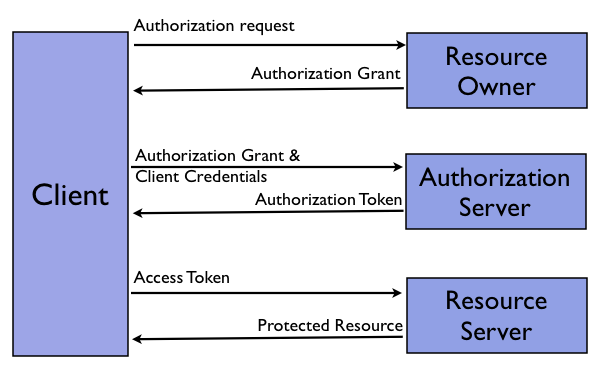 Authorization request
Resource
Owner
Authorization Grant
Client
Authorization Grant &
Client Credentials
Authorization
Server
Authorization Token
Access Token
Resource
Server
Protected Resource